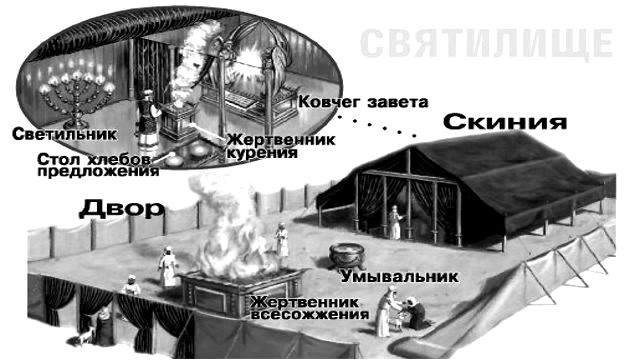 СВЯТИЛИЩЕ
Ковчег завета
Скиния
Светильник
Жертвенник
курения
Стол хлебов
предложения
Двор
Умывальник
Жертвенник
всесожжения